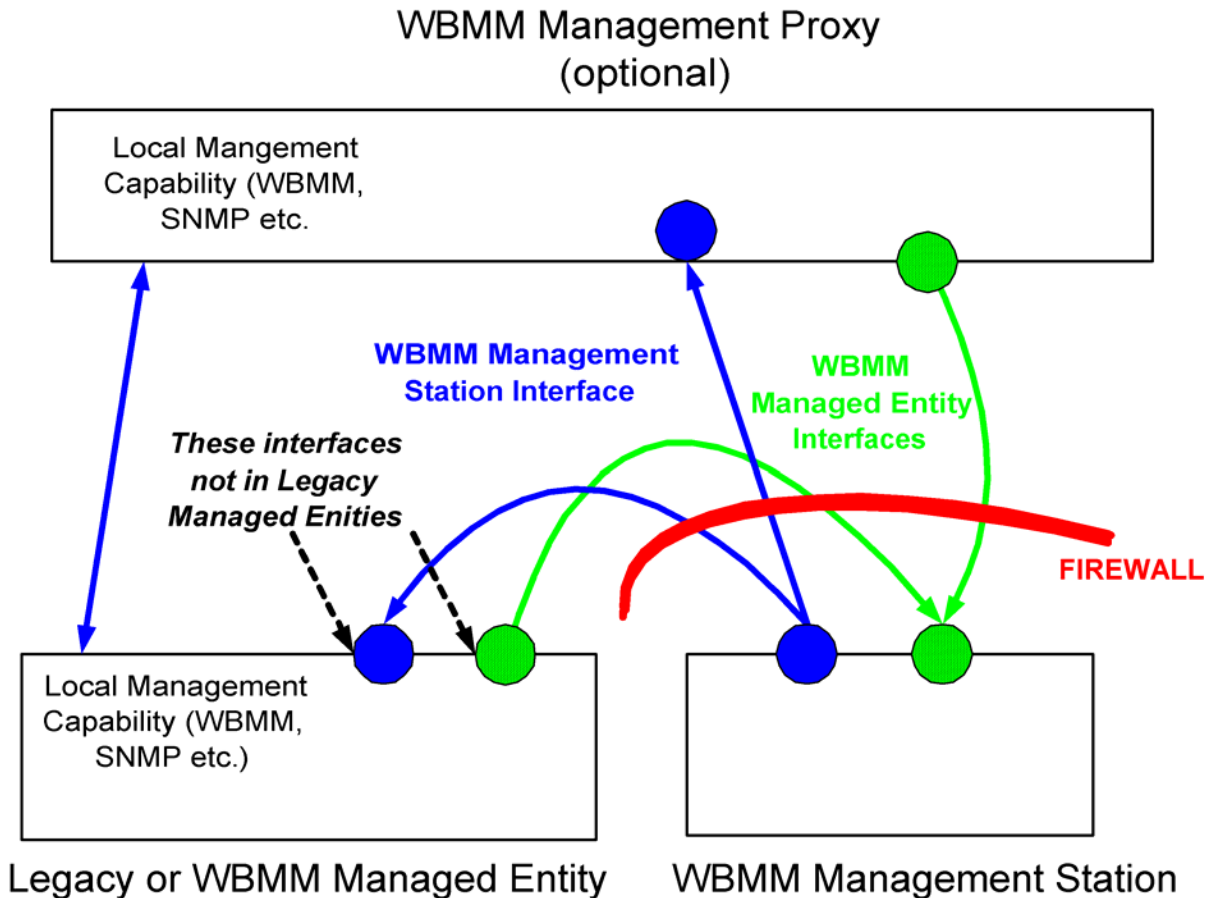 WBMM Management Proxy
(optional)
Local Mangement
Capability (WBMM,
SNMP etc.
WBMM Management
Station Interface
WBMM
Managed Entity
Interfaces
These interfaces
not in Legacy
Managed Enities
FIREWALL
Local Management
Capability (WBMM,
SNMP etc.)
Legacy or WBMM Managed Entity
WBMM Management Station